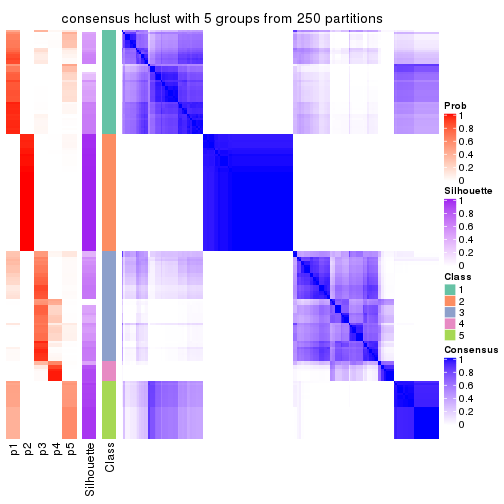 consensus hclust with 5 groups from 250 partitions
Prob
1
0.8
0.6
0.4
0.2
0
Silhouette
1
0.8
0.6
0.4
0.2
0
Class
1
2
3
4
5
Consensus
1
0.8
0.6
0.4
0.2
0
p1
p2
p3
p4
p5
Silhouette
Class